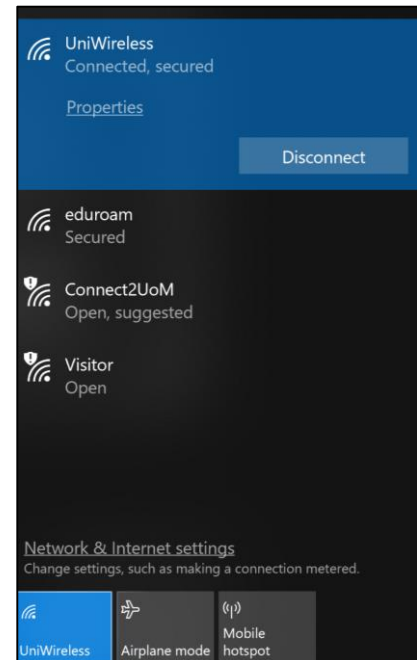 UniWireless
Connected, secured
Properties
Disconnect
eduroam
Secured
Connect2UoM
Open, suggested
Visitor
Open
Network & Internet settings
Change settings, such as making a connection metered.
UniWireless
Airplane mode
Mobile
hotspot